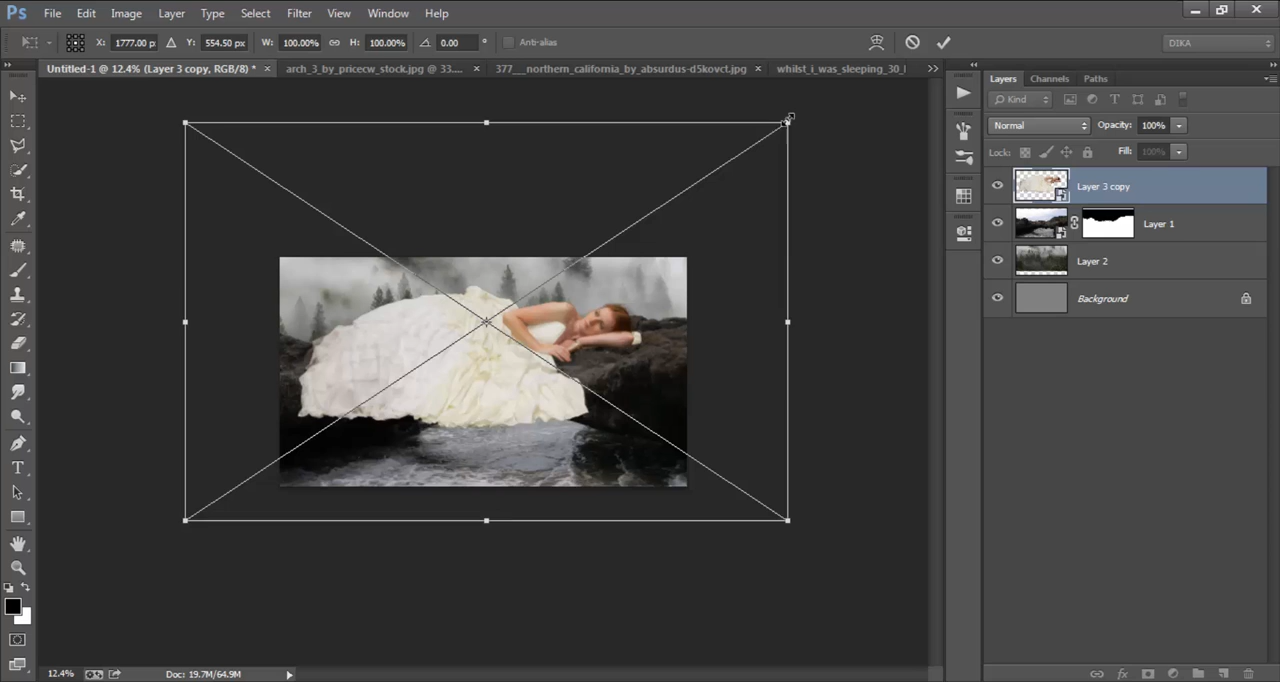 Ps File Edit Image Layer Type Select Filter View Window Help
X: 1777.00 px Y: 554.50 px W: 100.00% H: 100.00% 0.00 ° Anti-alias DIKA
Untitled-1 @ 12.4% (Layer 3 copy, RGB/8) * × arch_3_by_pricecw_stock.jpg @ 33.... × 377__northern_california_by_absurdus-d5kovct.jpg × whilst_i_was_sleeping_30_l
Layers Channels Paths
Kind
Normal Opacity: 100%
Lock: Fill: 100%
Layer 3 copy
Layer 1
Layer 2
Background
12.4% Doc: 19.7M/64.9M